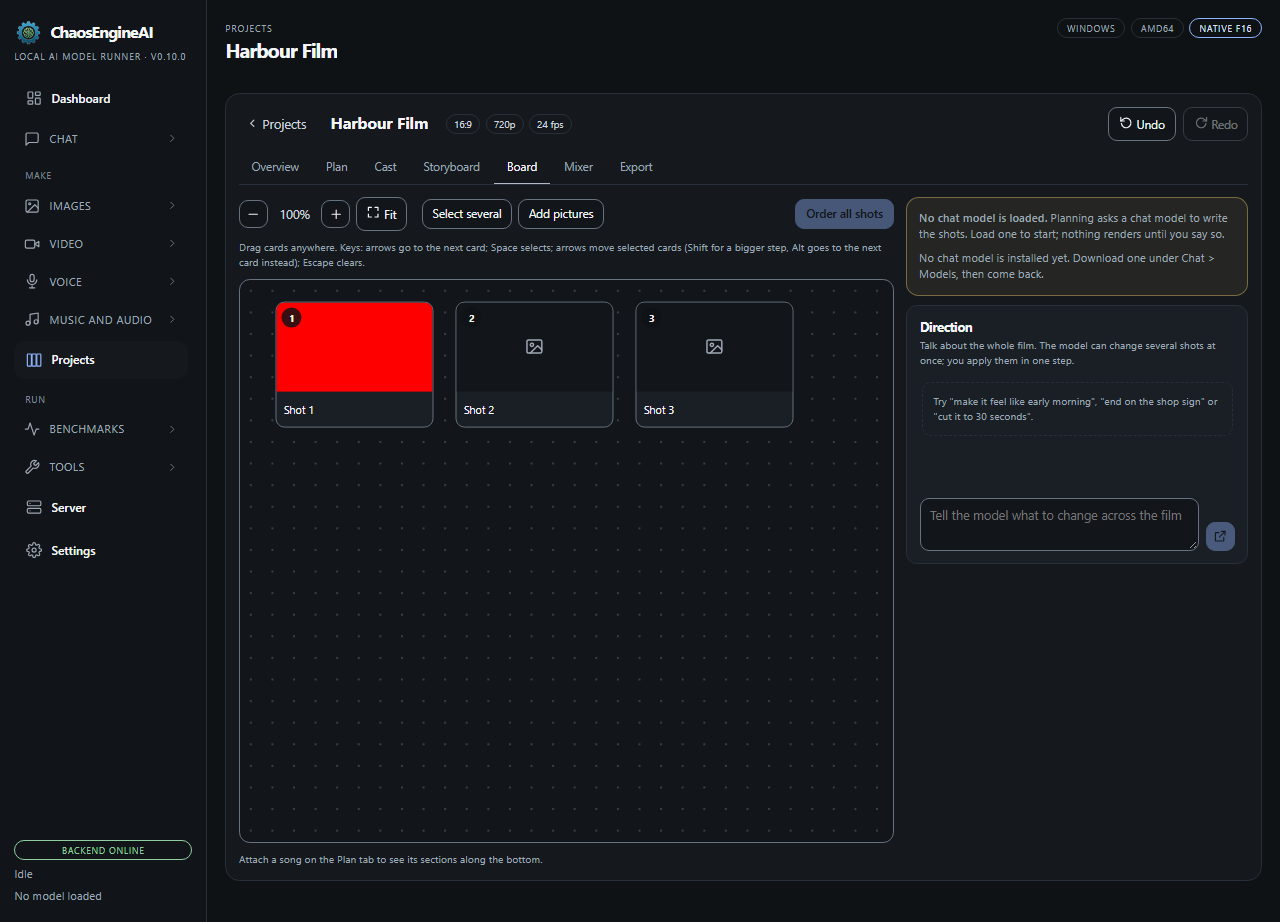 ChaosEngineAI
LOCAL AI MODEL RUNNER · V0.10.0
Dashboard
CHAT
MAKE
IMAGES
VIDEO
VOICE
MUSIC AND AUDIO
Projects
RUN
BENCHMARKS
TOOLS
Server
Settings
BACKEND ONLINE
Idle
No model loaded
PROJECTS
Harbour Film
WINDOWS
AMD64
NATIVE F16
Projects
Harbour Film
16:9
720p
24 fps
Undo
Redo
Overview
Plan
Cast
Storyboard
Board
Mixer
Export
100%
Fit
Select several
Add pictures
Order all shots
Drag cards anywhere. Keys: arrows go to the next card; Space selects; arrows move selected cards (Shift for a bigger step, Alt goes to the next
card instead); Escape clears.
1
Shot 1
2
Shot 2
3
Shot 3
Attach a song on the Plan tab to see its sections along the bottom.
No chat model is loaded. Planning asks a chat model to write
the shots. Load one to start; nothing renders until you say so.
No chat model is installed yet. Download one under Chat >
Models, then come back.
Direction
Talk about the whole film. The model can change several shots at
once; you apply them in one step.
Try "make it feel like early morning", "end on the shop sign" or
"cut it to 30 seconds".
Tell the model what to change across the film